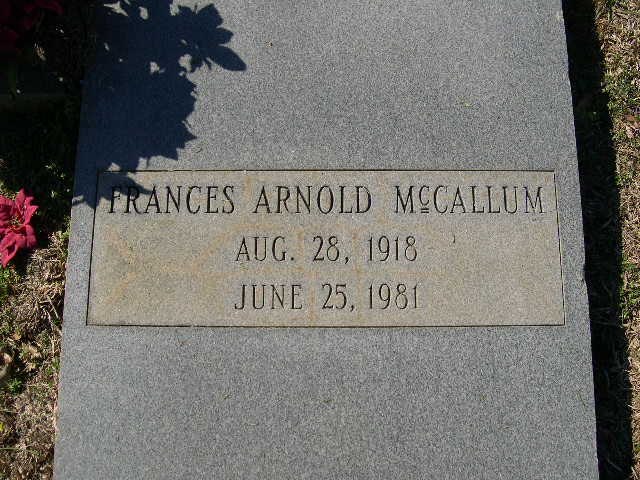 FRANCES ARNOLD McCALLUM
AUG. 28, 1918
JUNE 25, 1981